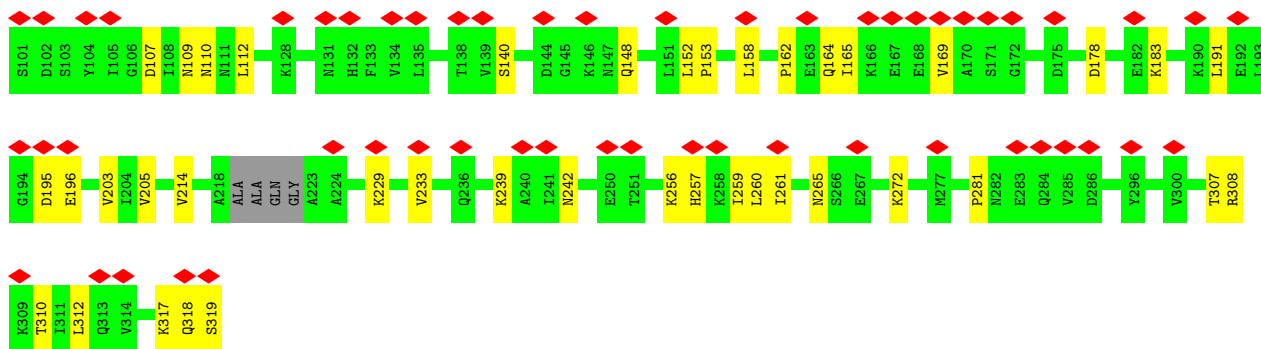 S101 D102 S103 Y104 I105 G106 D107 I108 N109 N110 N111 L112 K128 N131 H132 F133 V134 L135 T138 V139 S140 D144 G145 K146 N147 Q148 L151 L152 P153 L158 P162 E163 Q164 I165 K166 E167 E168 V169 A170 S171 G172 D175 D178 E182 K183 K190 L191 E192 L193
G194 D195 E196 V203 I204 V205 V214 A218 ALA ALA GLN GLY A223 A224 K229 V233 Q236 K239 A240 I241 N242 E250 T251 K256 H257 K258 I259 L260 I261 N265 S266 E267 K272 M277 P281 N282 E283 Q284 V285 D286 Y296 V300 T307 R308
K309 T310 I311 L312 Q313 V314 K317 Q318 S319